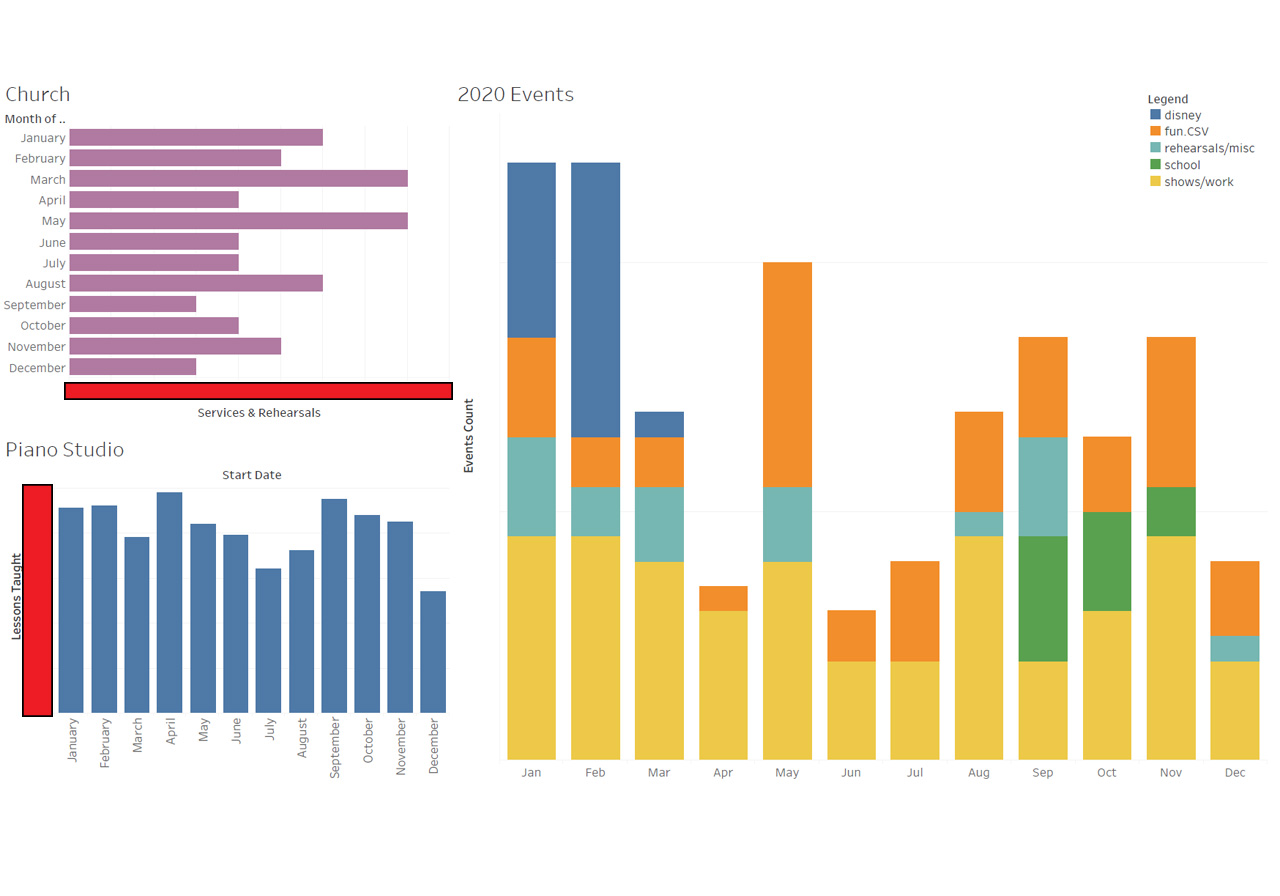 Church
Month of ..
January
February
March
April
May
June
July
August
September
October
November
December
Services & Rehearsals
Piano Studio
Start Date
Lessons Taught
January
February
March
April
May
June
July
August
September
October
November
December
2020 Events
Legend
disney
fun.CSV
rehearsals/misc
school
shows/work
Events Count
Jan
Feb
Mar
Apr
May
Jun
Jul
Aug
Sep
Oct
Nov
Dec